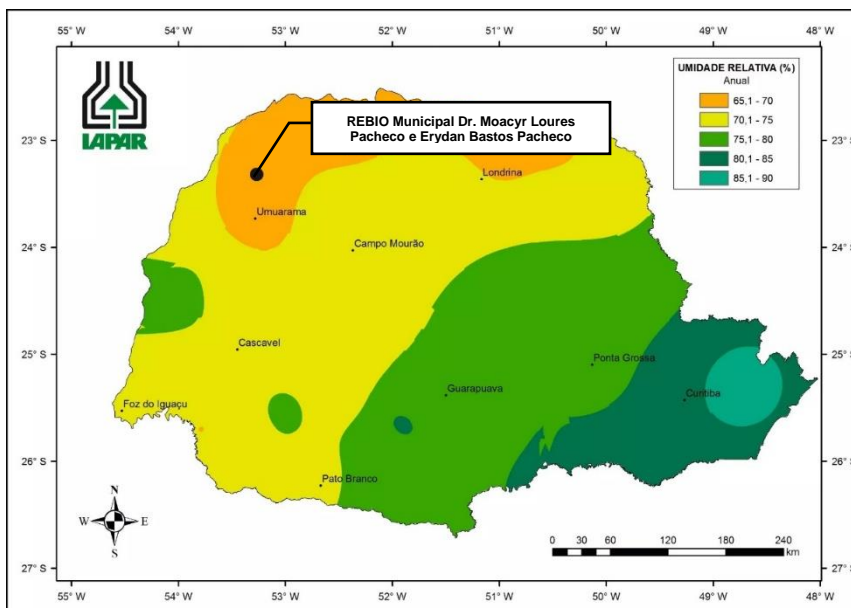 55° W 54° W 53° W 52° W 51° W 50° W 49° W 48° W
IAPAR
UMIDADE RELATIVA (%)
Anual
65,1 - 70
70,1 - 75
75,1 - 80
80,1 - 85
85,1 - 90
REBIO Municipal Dr. Moacyr Loures
Pacheco e Erydan Bastos Pacheco
23° S
23° S
Londrina
Umuarama
24° S
24° S
Campo Mourão
25° S
25° S
Cascavel
Ponta Grossa
Guarapuava
Curitiba
Foz do Iguaçu
26° S
26° S
Pato Branco
N
W E
S
0 30 60 120 180 240
km
27° S
27° S
55° W 54° W 53° W 52° W 51° W 50° W 49° W 48° W